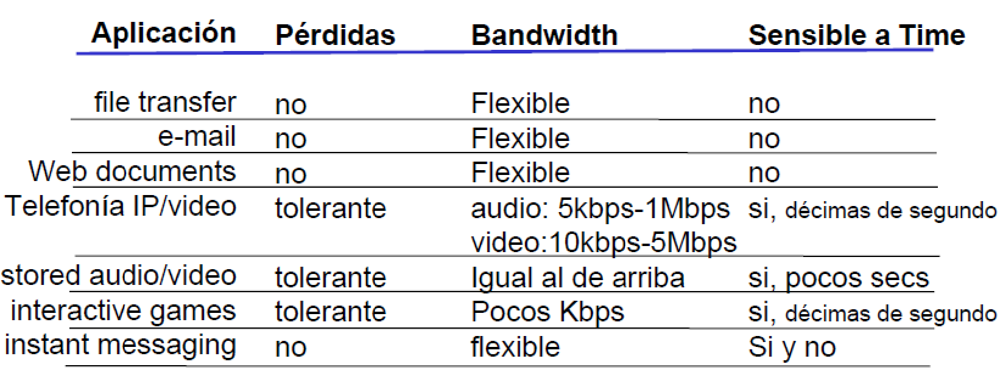 Aplicación Pérdidas Bandwidth Sensible a Time
file transfer no Flexible no
e-mail no Flexible no
Web documents no Flexible no
Telefonía IP/video tolerante audio: 5kbps-1Mbps si, décimas de segundo
video:10kbps-5Mbps
stored audio/video tolerante Igual al de arriba si, pocos secs
interactive games tolerante Pocos Kbps si, décimas de segundo
instant messaging no flexible Si y no